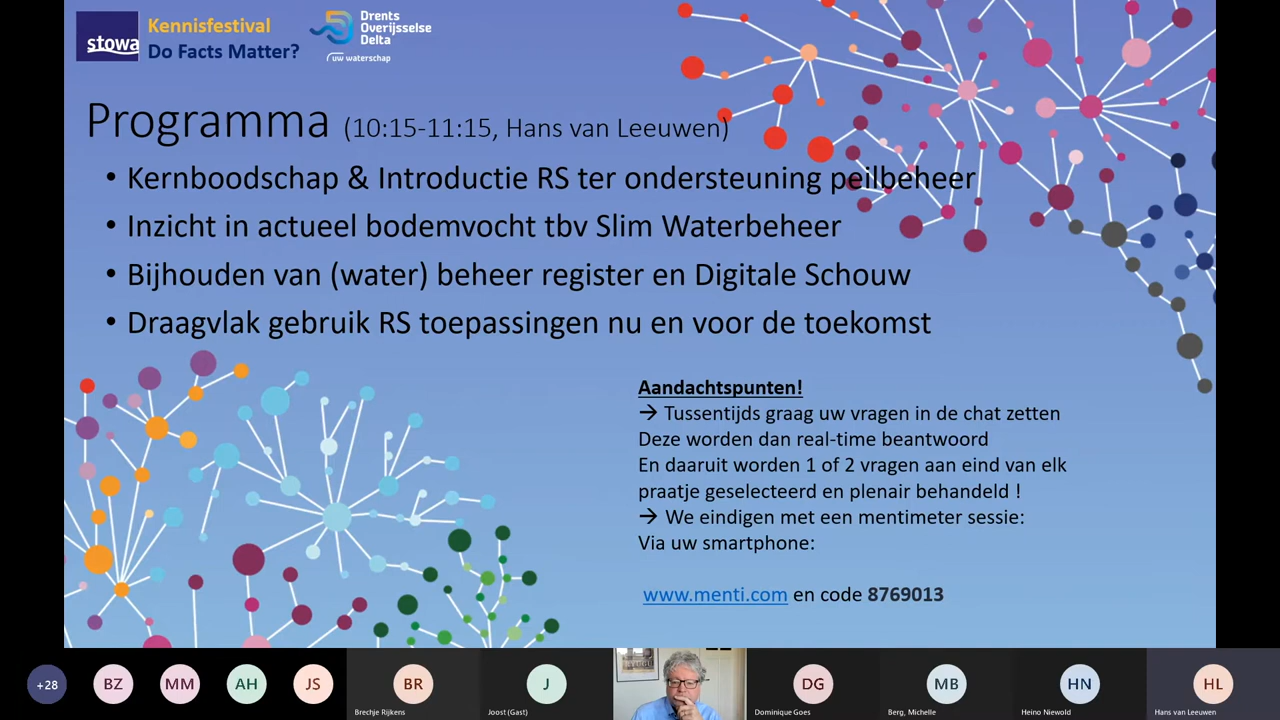 stowa
Kennisfestival
Do Facts Matter?
Drents
Overijsselse
Delta
uw waterschap
Programma (10:15-11:15, Hans van Leeuwen)
• Kernboodschap & Introductie RS ter ondersteuning peilbeheer
• Inzicht in actueel bodemvocht tbv Slim Waterbeheer
• Bijhouden van (water) beheer register en Digitale Schouw
• Draagvlak gebruik RS toepassingen nu en voor de toekomst
Aandachtspunten!
→ Tussentijds graag uw vragen in de chat zetten
Deze worden dan real-time beantwoord
En daaruit worden 1 of 2 vragen aan eind van elk
praatje geselecteerd en plenair behandeld !
→ We eindigen met een mentimeter sessie:
Via uw smartphone:
www.menti.com en code 8769013
+28 BZ MM AH JS BR J DG MB HN HL
Brechje Rijkens Joost (Gast) Dominique Goes Berg, Michelle Heino Niewold Hans van Leeuwen